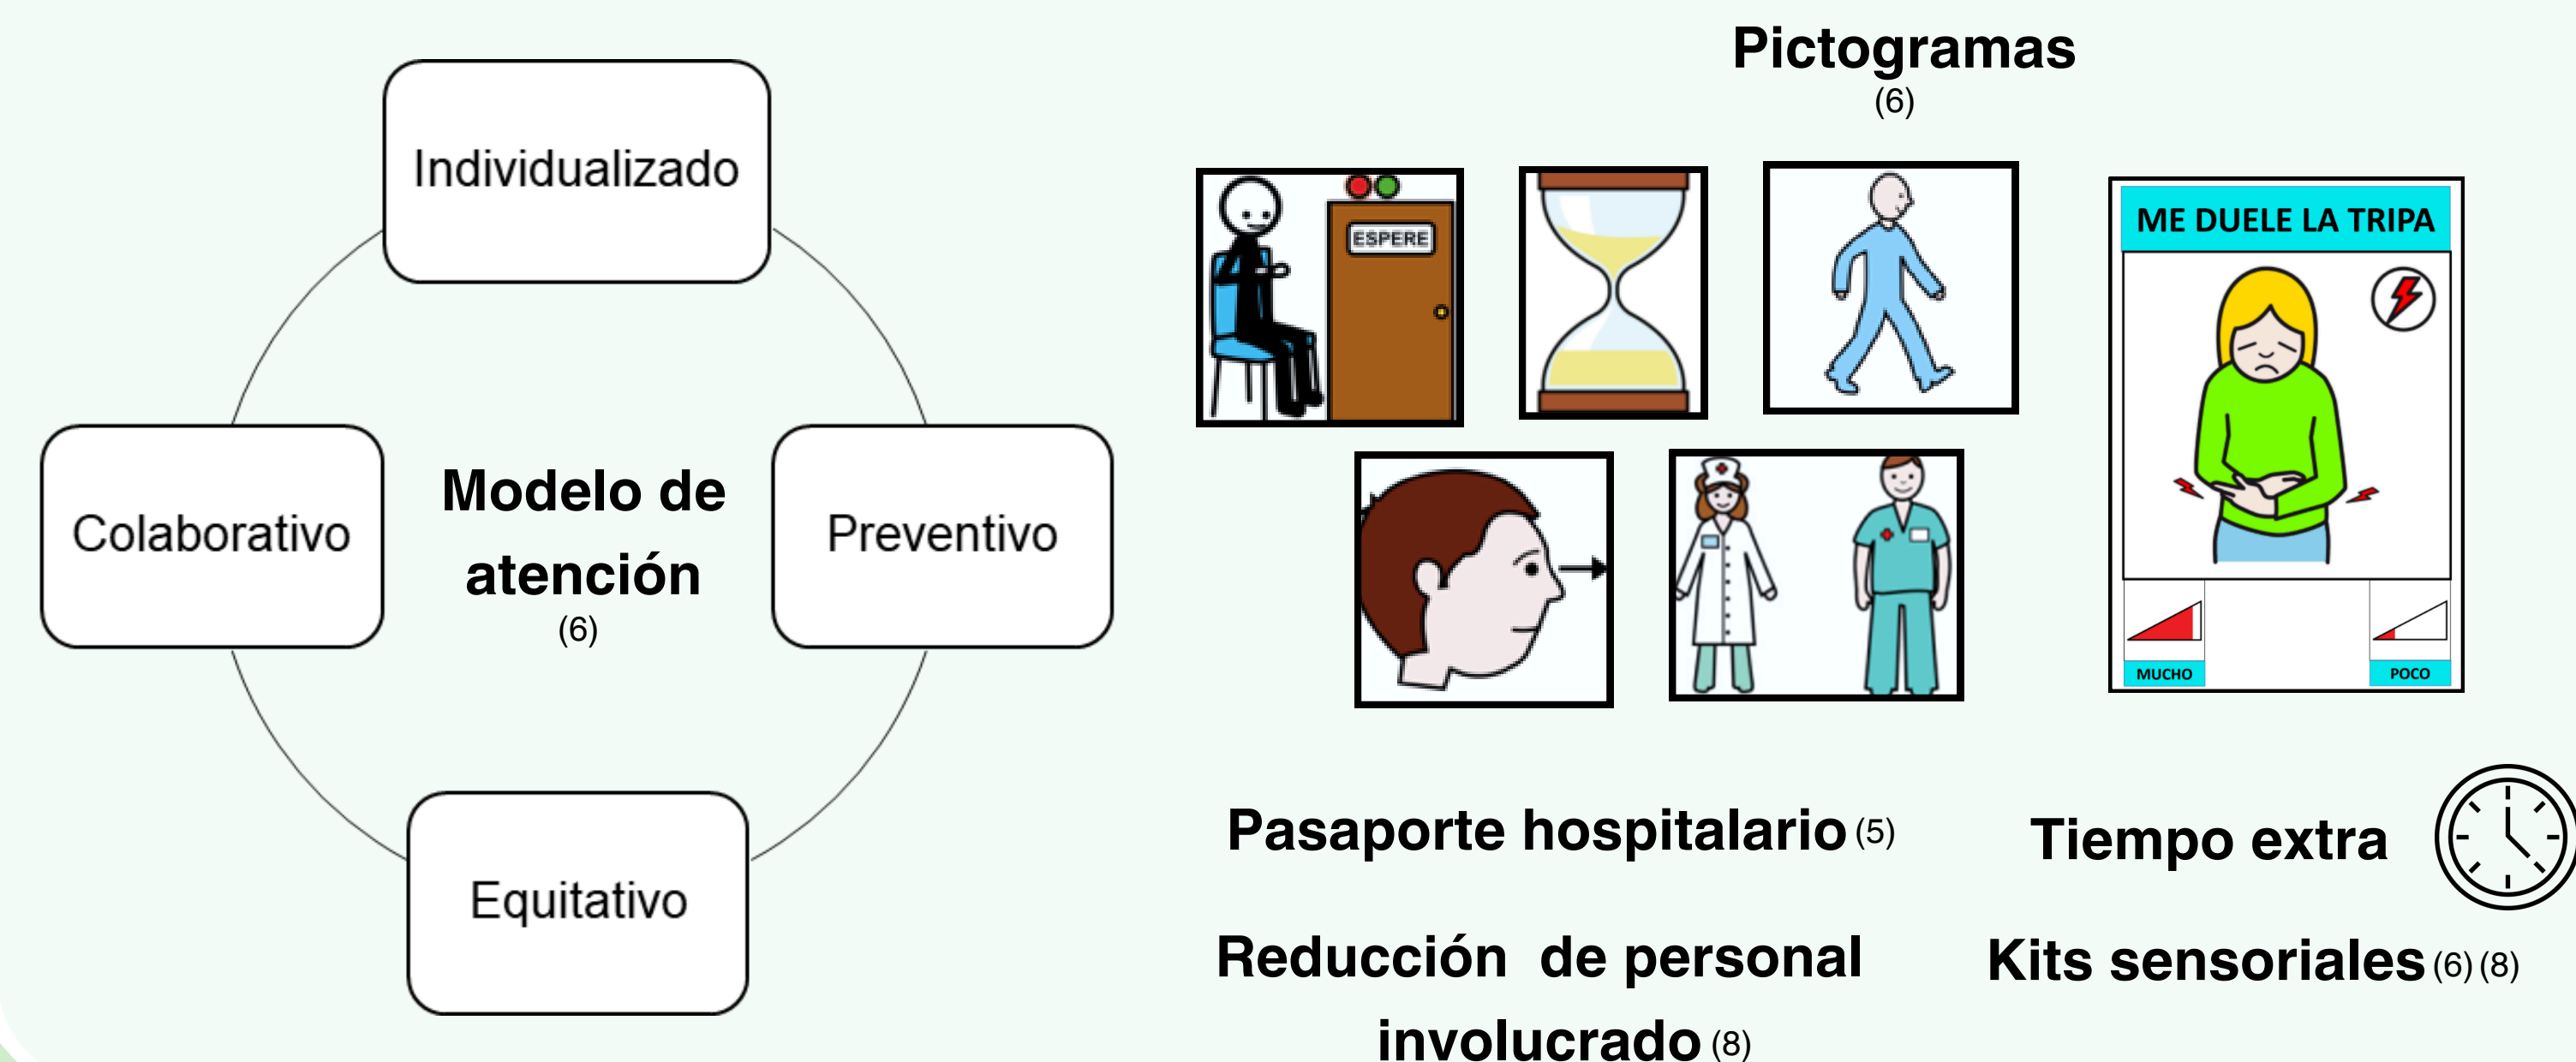 Individualizado
Colaborativo
Modelo de
atención
(6)
Preventivo
Equitativo
Pictogramas
(6)
ESPERE
ME DUELE LA TRIPA
MUCHO
POCO
Pasaporte hospitalario (5)
Tiempo extra
Reducción de personal
involucrado (8)
Kits sensoriales (6) (8)